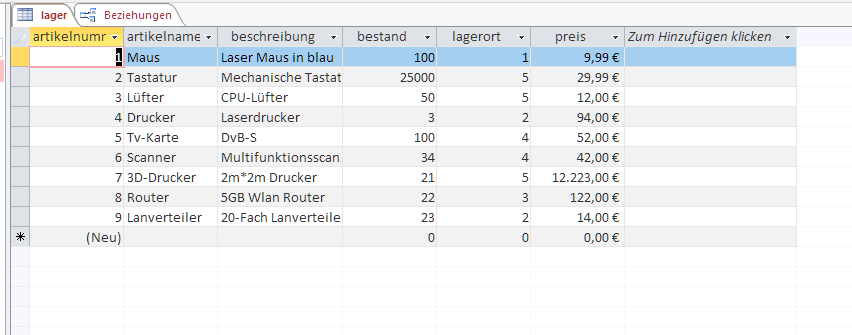 lager Beziehungen
artikelnumr artikelname beschreibung bestand lagerort preis Zum Hinzufügen klicken
1 Maus Laser Maus in blau 100 1 9,99 €
2 Tastatur Mechanische Tastat 25000 5 29,99 €
3 Lüfter CPU-Lüfter 50 5 12,00 €
4 Drucker Laserdrucker 3 2 94,00 €
5 Tv-Karte DvB-S 100 4 52,00 €
6 Scanner Multifunktionsscan 34 4 42,00 €
7 3D-Drucker 2m*2m Drucker 21 5 12.223,00 €
8 Router 5GB Wlan Router 22 3 122,00 €
9 Lanverteiler 20-Fach Lanverteile 23 2 14,00 €
(Neu) 0 0 0,00 €